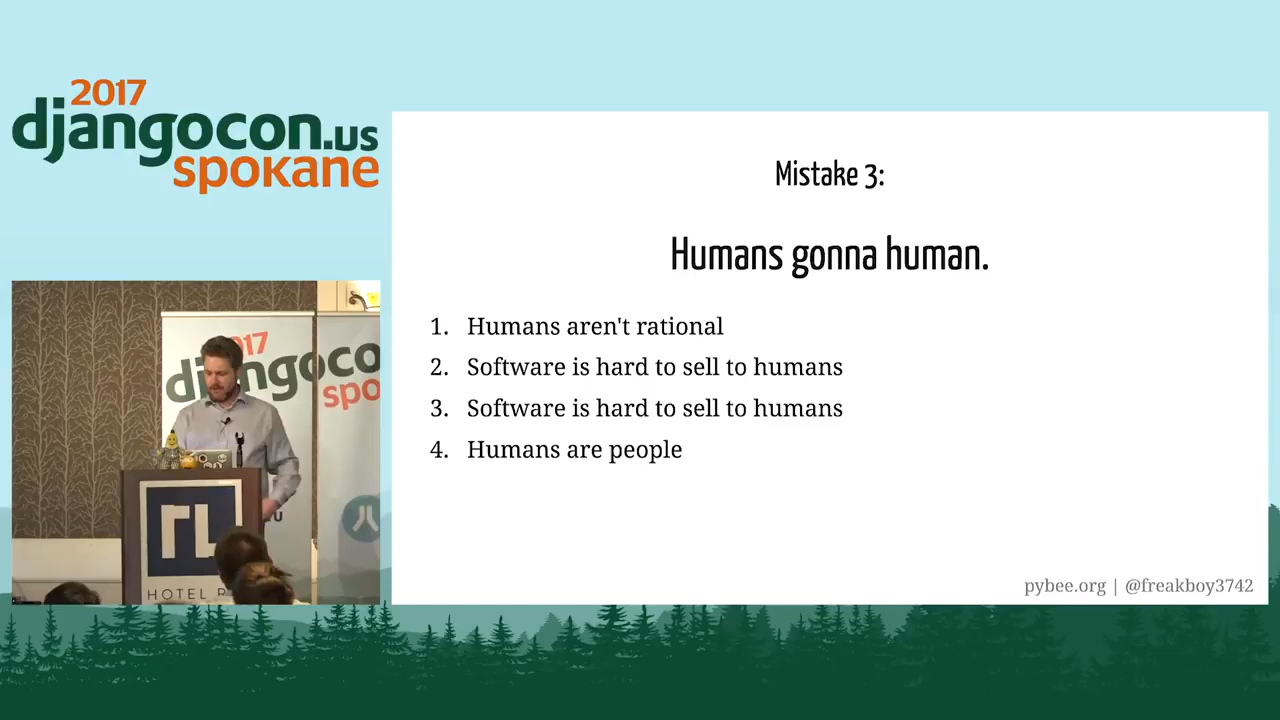 2017
djangocon.us
spokane
Mistake 3:
Humans gonna human.
1. Humans aren't rational
2. Software is hard to sell to humans
3. Software is hard to sell to humans
4. Humans are people
pybee.org | @freakboy3742
2017
djangoco
spo
rL
HOTEL R